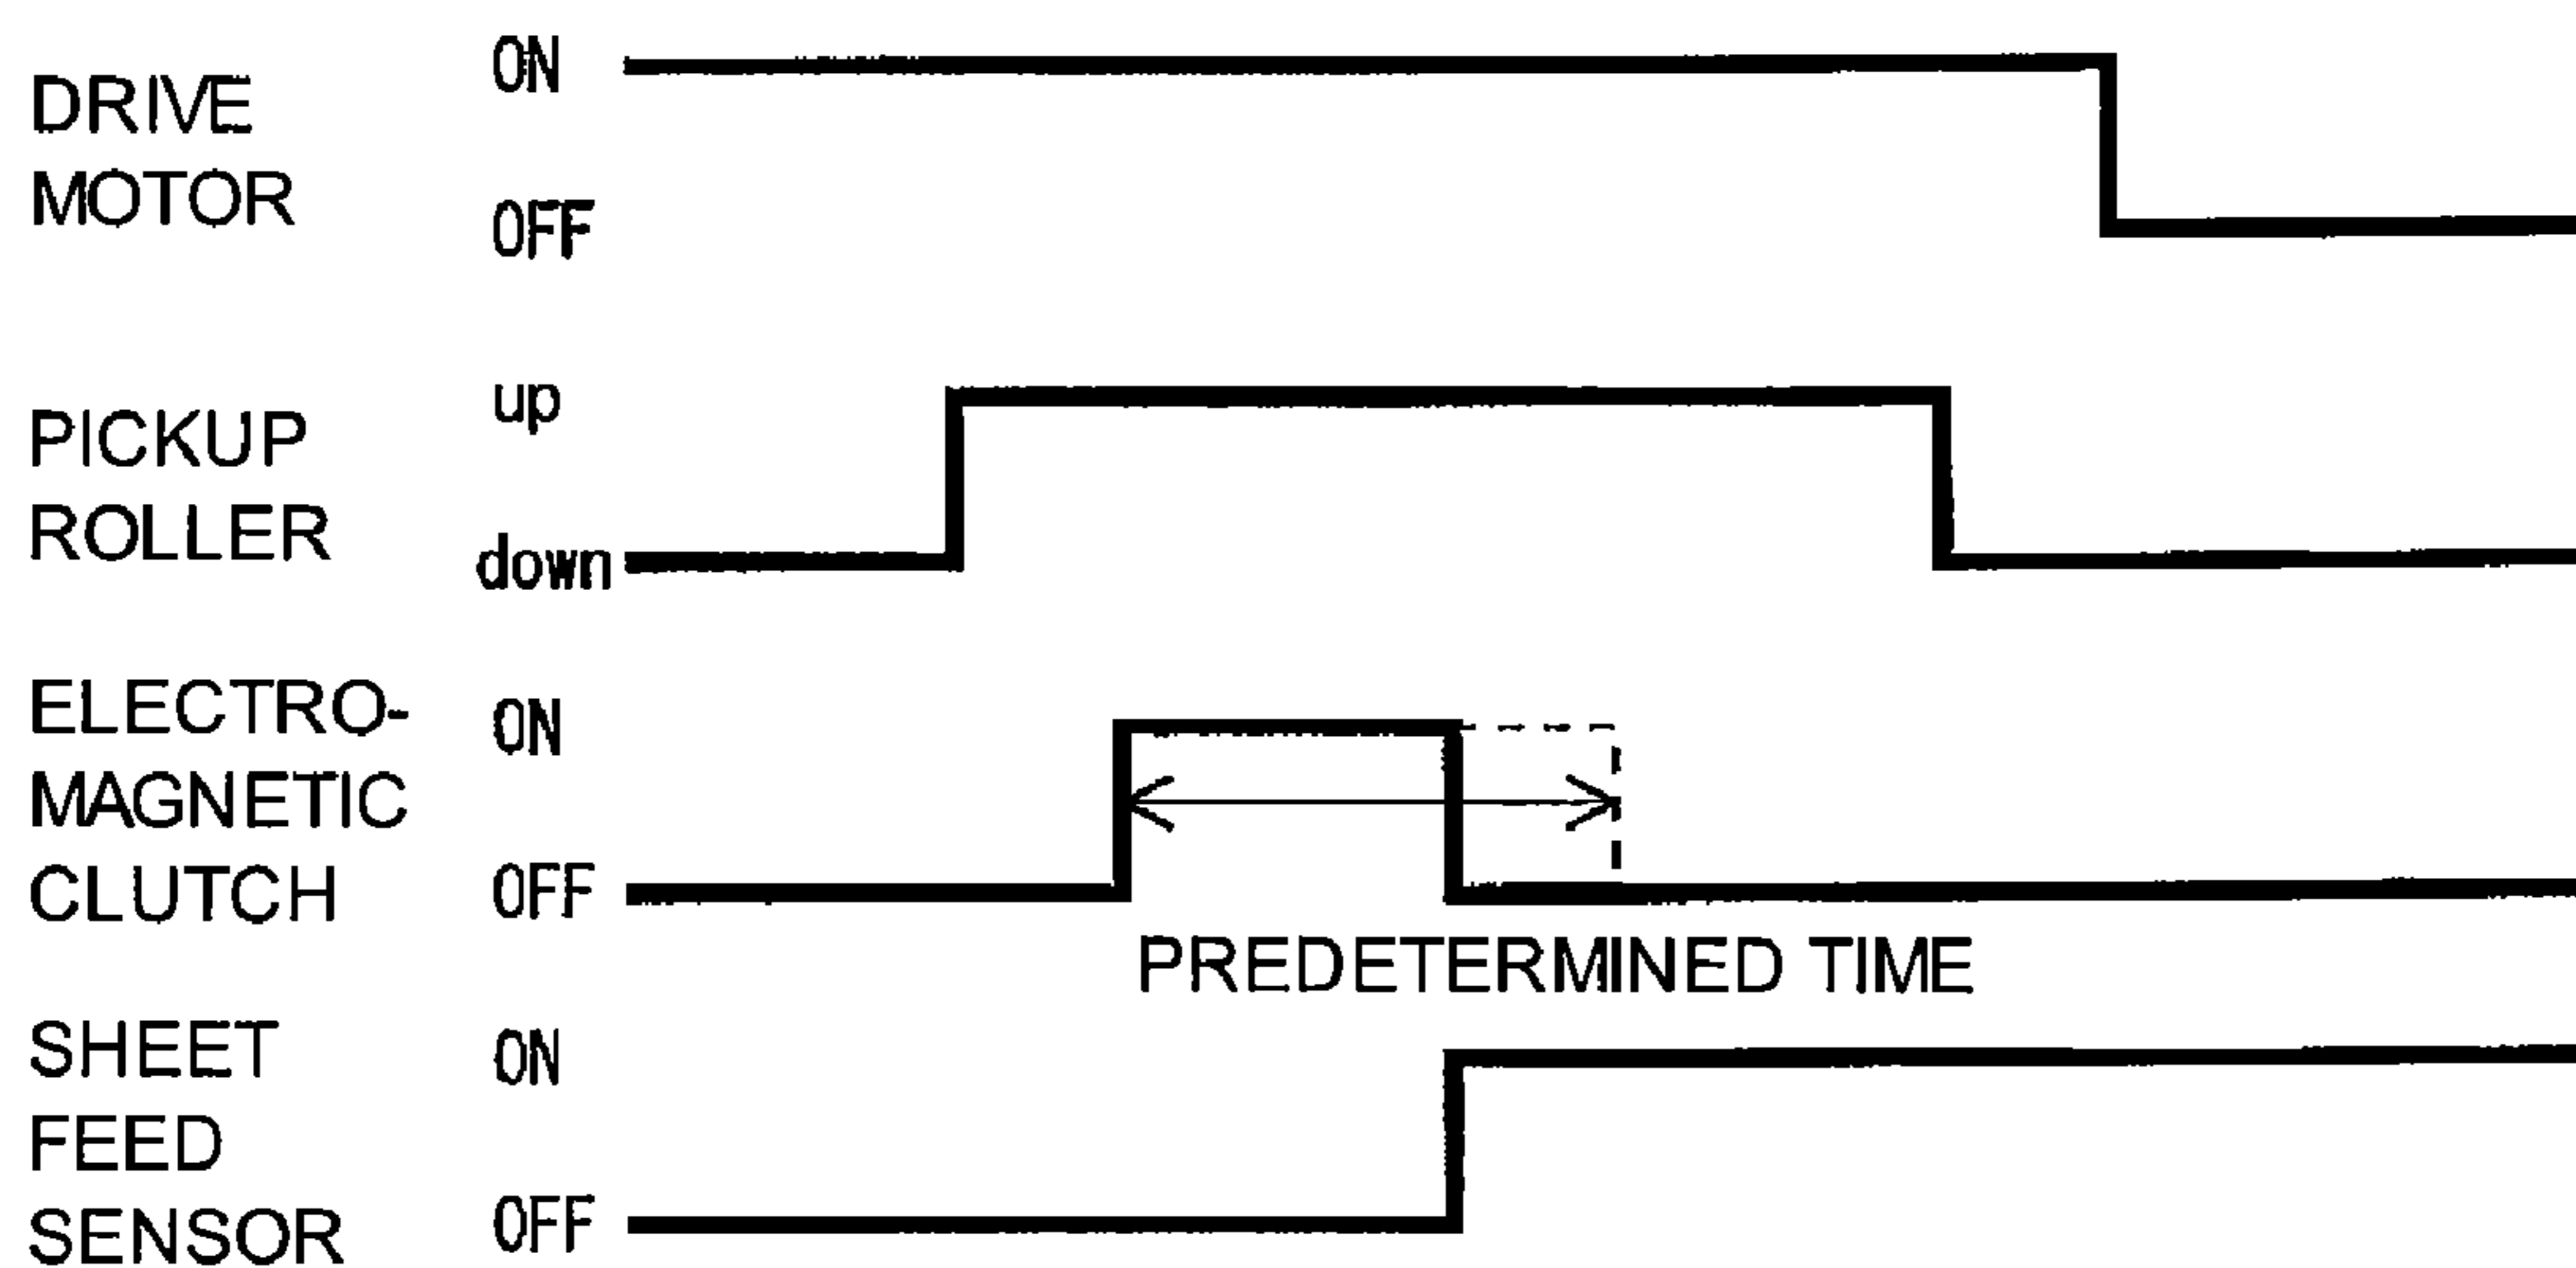 DRIVE
MOTOR
ON
OFF
PICKUP
ROLLER
up
down
ELECTRO-
MAGNETIC
CLUTCH
ON
OFF
PREDETERMINED TIME
SHEET
FEED
SENSOR
ON
OFF